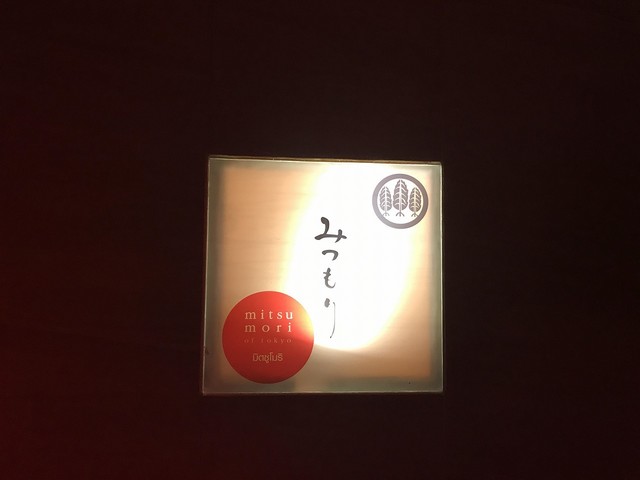 みつもり
mitsu
mori
of tokyo
มิตซูโมริ